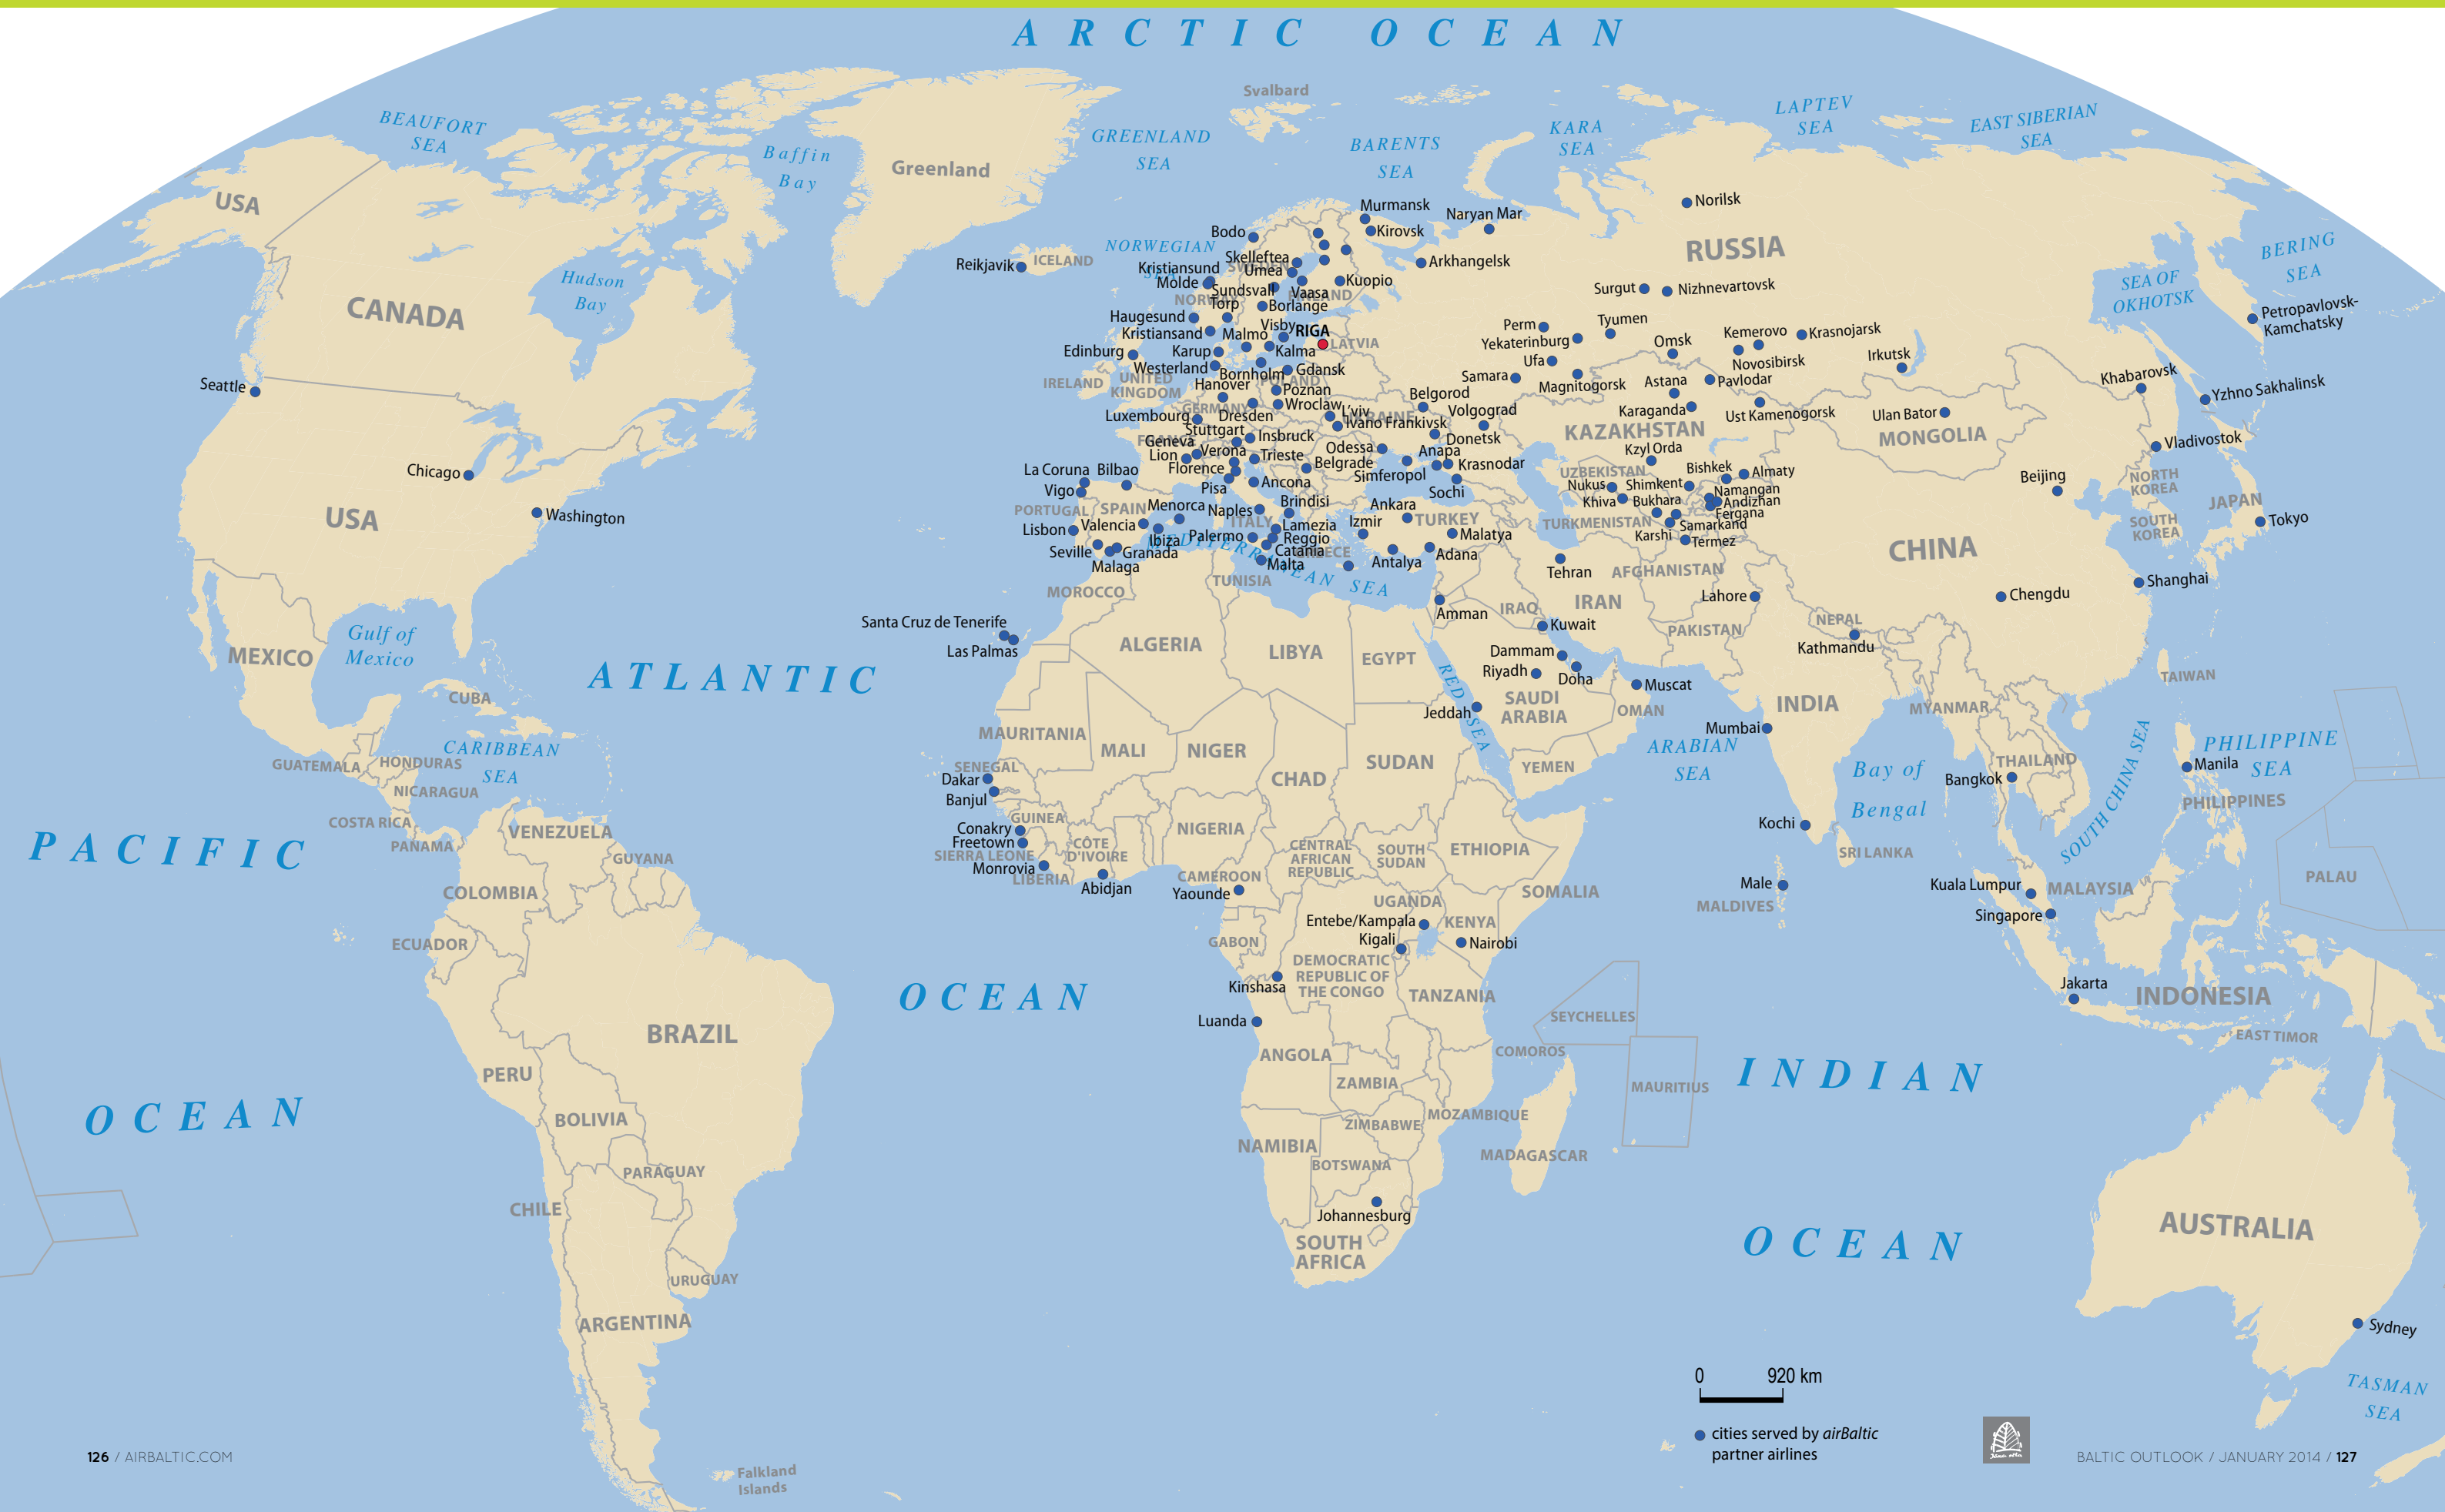 ARCTIC OCEAN
BEAUFORT
SEA
Baffin
Bay
GREENLAND
SEA
Svalbard
BARENTS
SEA
KARA
SEA
LAPTEV
SEA
EAST SIBERIAN
SEA
USA
Greenland
Norilsk
Murmansk
Naryan Mar
Kirovsk
Bodo
RUSSIA
BERING
SEA
NORWEGIAN
SEA
Reikjavik
ICELAND
Skelleftea
SWEDEN
Umea
Arkhangelsk
Kristiansund
Molde
Kuopio
Hudson
Bay
SEA OF
OKHOTSK
Sundsvall
Vaasa
FINLAND
NORWAY
Torp
Borlange
Surgut
Nizhnevartovsk
CANADA
Haugesund
Kristiansand
Malmo
Visby
RIGA
LATVIA
Perm
Tyumen
Yekaterinburg
Omsk
Kemerovo
Krasnojarsk
Petropavlovsk-
Kamchatsky
Edinburg
Karup
Kalma
Westerland
Bornholm
Gdansk
Ufa
Novosibirsk
Irkutsk
IRELAND
UNITED
KINGDOM
Hanover
POLAND
Poznan
Samara
Magnitogorsk
Astana
Pavlodar
Khabarovsk
Yzhno Sakhalinsk
Seattle
GERMANY
Wroclaw
Belgorod
Luxembourg
Dresden
L'viv
UKRAINE
Volgograd
Karaganda
Ust Kamenogorsk
Ulan Bator
Stuttgart
Ivano Frankivsk
KAZAKHSTAN
MONGOLIA
FRANCE
Geneva
Insbruck
Donetsk
Vladivostok
Lion
Verona
Trieste
Odessa
Anapa
Kzyl Orda
Chicago
La Coruna
Bilbao
Florence
Belgrade
Simferopol
Krasnodar
UZBEKISTAN
Bishkek
Almaty
Beijing
NORTH
KOREA
Vigo
Pisa
Ancona
Sochi
Nukus
Shimkent
Namangan
USA
Washington
PORTUGAL
SPAIN
Menorca
Naples
Brindisi
Ankara
Khiva
Bukhara
Andizhan
Fergana
JAPAN
Lisbon
Valencia
ITALY
Lamezia
Izmir
TURKEY
TURKMENISTAN
Samarkand
SOUTH
KOREA
Tokyo
Ibiza
Palermo
Reggio
Malatya
Karshi
Termez
Seville
Granada
Catania
GREECE
CHINA
Malaga
Malta
Antalya
Adana
MEDITERRANEAN SEA
Tehran
AFGHANISTAN
MOROCCO
TUNISIA
Shanghai
Amman
IRAQ
IRAN
Lahore
Chengdu
Santa Cruz de Tenerife
Kuwait
PAKISTAN
NEPAL
Kathmandu
Gulf of
Mexico
MEXICO
Las Palmas
ALGERIA
LIBYA
EGYPT
Dammam
Riyadh
Doha
ATLANTIC
RED SEA
Muscat
TAIWAN
CUBA
SAUDI
ARABIA
Jeddah
OMAN
INDIA
MYANMAR
Mumbai
MAURITANIA
MALI
NIGER
SUDAN
CHAD
YEMEN
ARABIAN
SEA
Bay of
Bengal
THAILAND
Bangkok
SOUTH CHINA SEA
PHILIPPINE
SEA
Manila
PHILIPPINES
CARIBBEAN
SEA
GUATEMALA
HONDURAS
NICARAGUA
SENEGAL
Dakar
Banjul
COSTA RICA
PANAMA
VENEZUELA
GUYANA
COLOMBIA
GUINEA
Conakry
Freetown
SIERRA LEONE
Monrovia
LIBERIA
CÔTE
D'IVOIRE
Abidjan
NIGERIA
CAMEROON
Yaounde
CENTRAL
AFRICAN
REPUBLIC
SOUTH
SUDAN
ETHIOPIA
SOMALIA
Kochi
SRI LANKA
Male
MALDIVES
Kuala Lumpur
MALAYSIA
Singapore
PALAU
PACIFIC
ECUADOR
UGANDA
Entebe/Kampala
KENYA
Kigali
Nairobi
GABON
DEMOCRATIC
REPUBLIC OF
THE CONGO
Kinshasa
TANZANIA
OCEAN
Jakarta
INDONESIA
EAST TIMOR
Luanda
SEYCHELLES
BRAZIL
ANGOLA
COMOROS
PERU
ZAMBIA
MAURITIUS
INDIAN
OCEAN
BOLIVIA
ZIMBABWE
MOZAMBIQUE
NAMIBIA
MADAGASCAR
PARAGUAY
BOTSWANA
CHILE
Johannesburg
SOUTH
AFRICA
AUSTRALIA
OCEAN
URUGUAY
ARGENTINA
Sydney
TASMAN
SEA
0 920 km
cities served by airBaltic
partner airlines
Falkland
Islands
126 / AIRBALTIC.COM
BALTIC OUTLOOK / JANUARY 2014 / 127